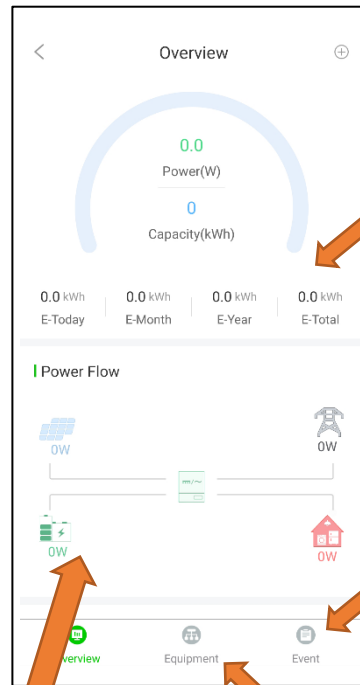 Overview
0.0
Power(W)
0
Capacity(kWh)
0.0 kWh 0.0 kWh 0.0 kWh 0.0 kWh
E-Today E-Month E-Year E-Total
Power Flow
0W 0W
0W 0W
verview Equipment Event